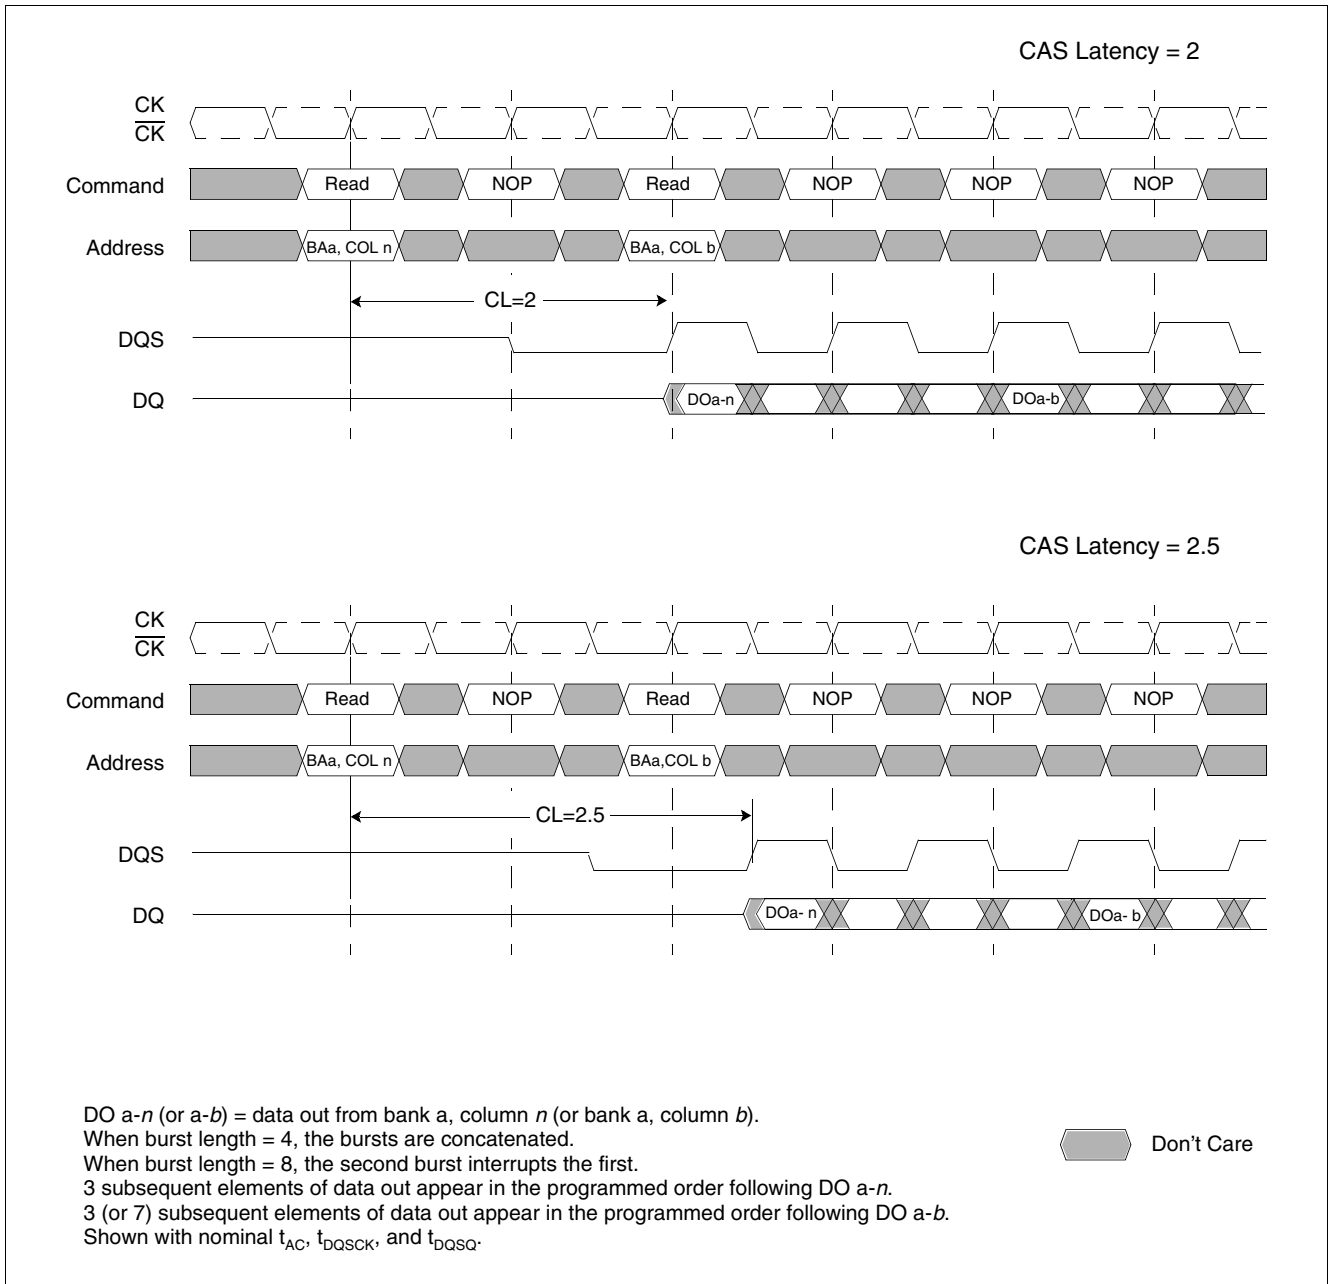 CAS Latency = 2
CK
CK
Command Read NOP Read NOP NOP NOP
Address BAa, COL n BAa, COL b
CL=2
DQS
DQ DOa-n DOa-b
CAS Latency = 2.5
CK
CK
Command Read NOP Read NOP NOP NOP
Address BAa, COL n BAa,COL b
CL=2.5
DQS
DQ DOa- n DOa- b
DO a-n (or a-b) = data out from bank a, column n (or bank a, column b).
When burst length = 4, the bursts are concatenated.
When burst length = 8, the second burst interrupts the first.
3 subsequent elements of data out appear in the programmed order following DO a-n.
3 (or 7) subsequent elements of data out appear in the programmed order following DO a-b.
Shown with nominal tAC, tDQSCK, and tDQSQ.
Don't Care